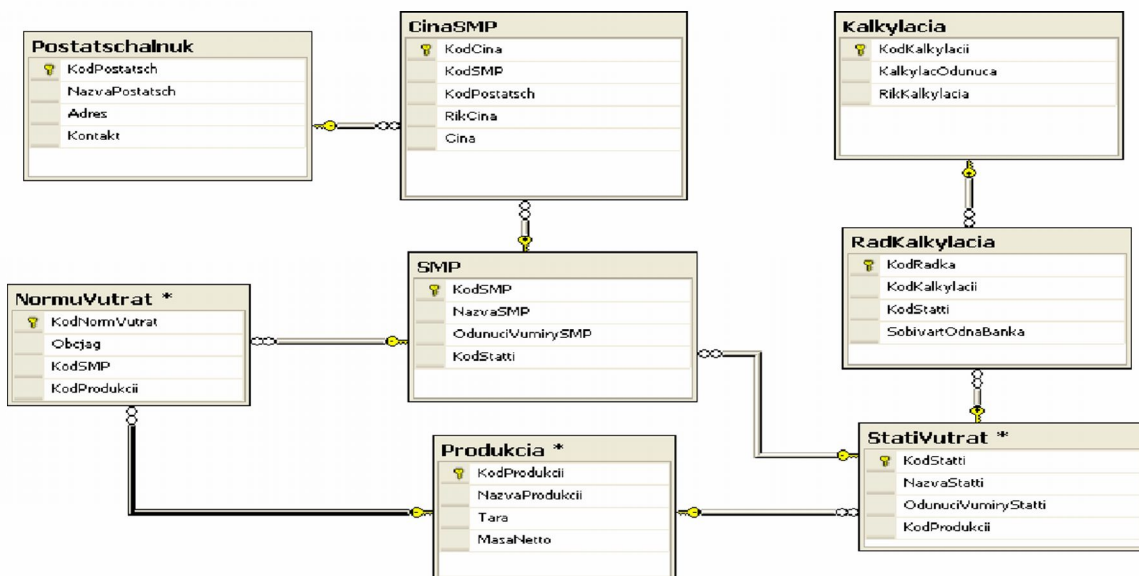 Postatschalnuk
KodPostatsch
NazvaPostatsch
Adres
Kontakt
CinaSMP
KodCina
KodSMP
KodPostatsch
RikCina
Cina
Kalkylacia
KodKalkylacii
KalkylacOdunuca
RikKalkylacia
NormuVutrat *
KodNormVutrat
Obcjag
KodSMP
KodProdukcii
SMP
KodSMP
NazvaSMP
OdunuciVumirySMP
KodStatti
RadKalkylacia
KodRadka
KodKalkylacii
KodStatti
SobivartOdnaBanka
Produkcia *
KodProdukcii
NazvaProdukcii
Tara
MasaNetto
StatiVutrat *
KodStatti
NazvaStatti
OdunuciVumiryStatti
KodProdukcii